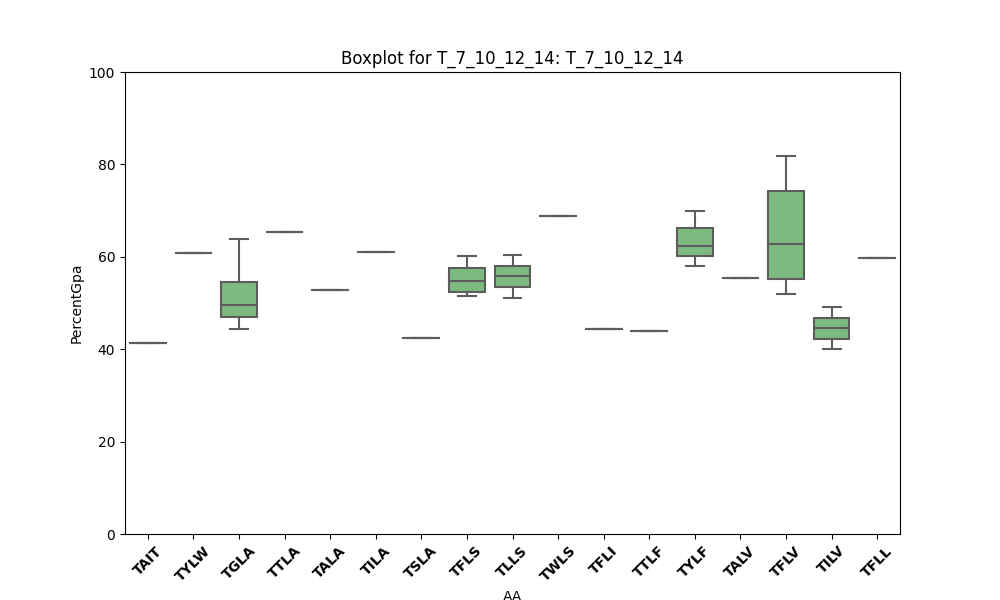 Boxplot for T_7_10_12_14: T_7_10_12_14
100
80
60
40
20
0
PercentGpa
TAIT
TYLW
TGLA
TTLA
TALA
TILA
TSLA
TFLS
TLLS
TWLS
TFLI
TTLF
TYLF
TALV
TFLV
TILV
TFLL
AA